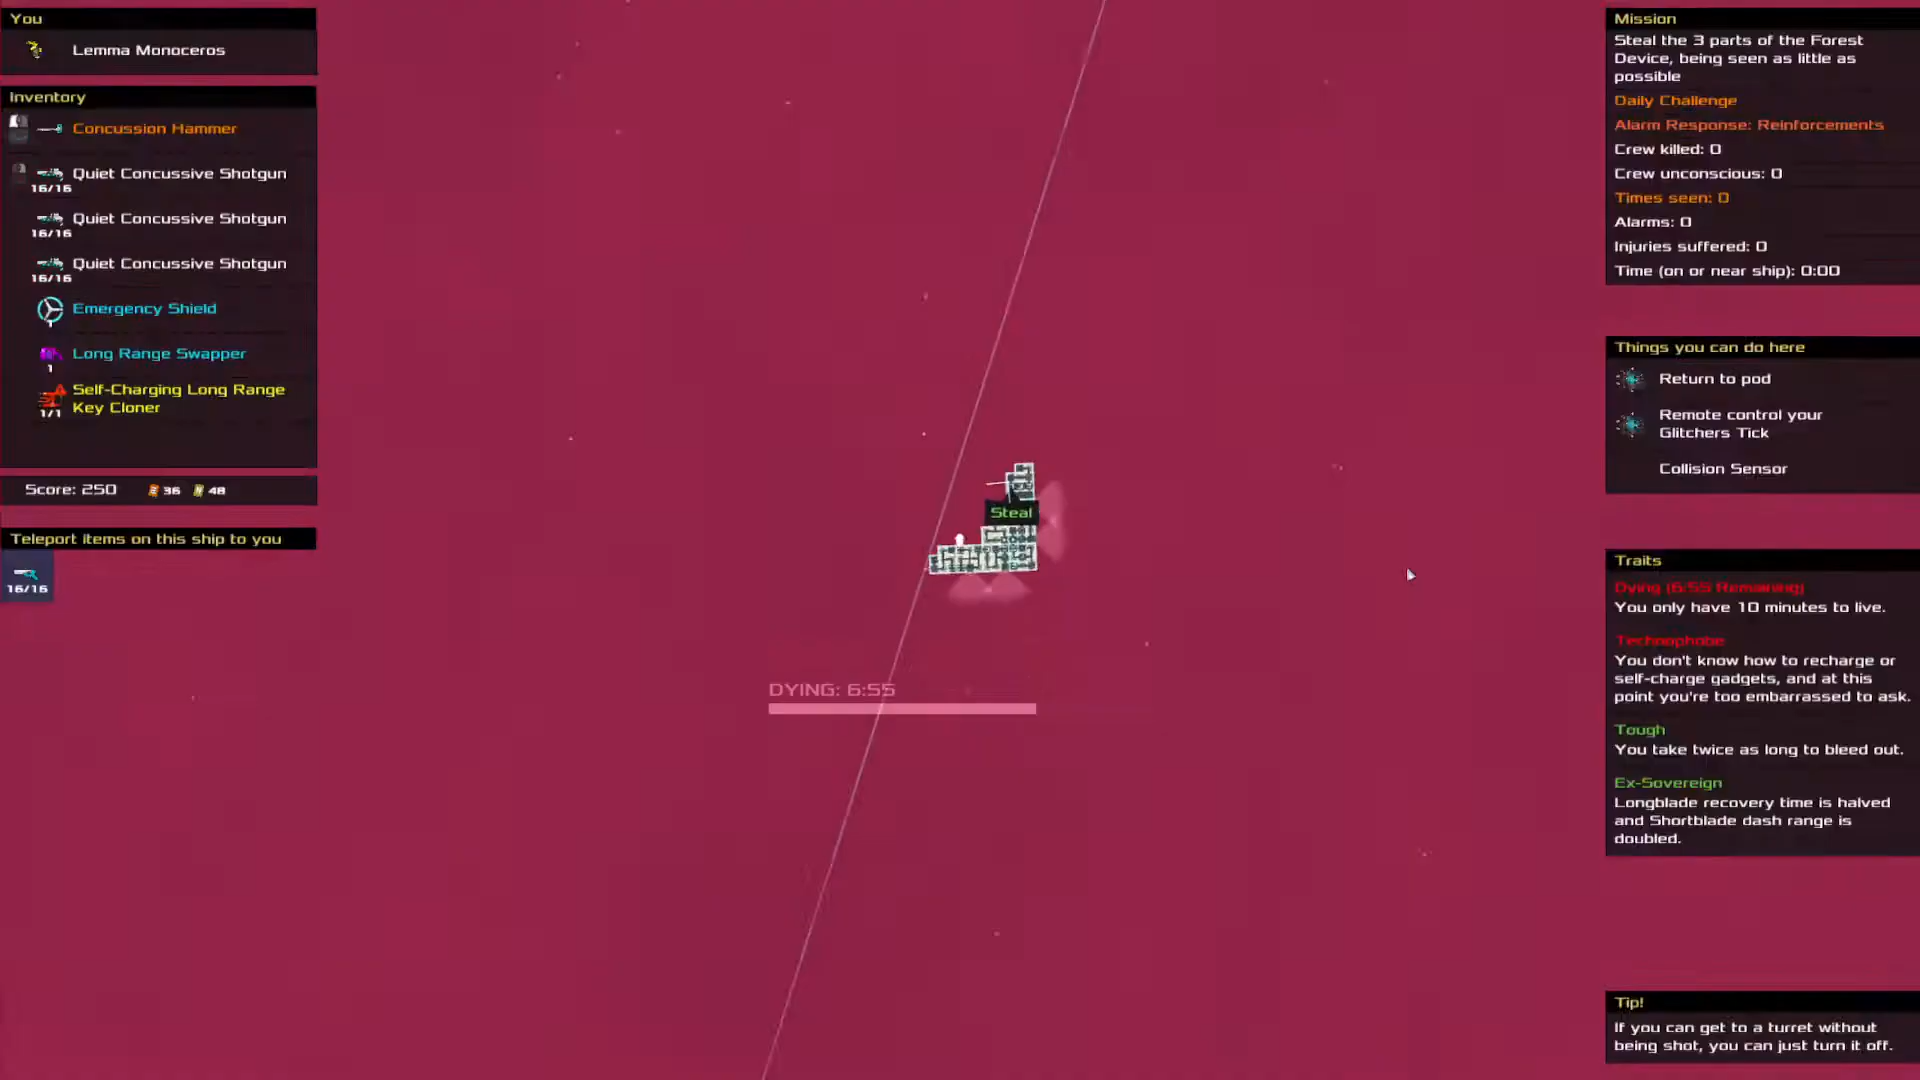 You
Lemma Monoceros
Inventory
Concussion Hammer
Quiet Concussive Shotgun
16/16
Quiet Concussive Shotgun
16/16
Quiet Concussive Shotgun
16/16
Emergency Shield
1
Long Range Swapper
1
Self-Charging Long Range
Key Cloner
1/1
Score: 250 36 48
Teleport items on this ship to you
16/16
Steal
DYING: 6:55
Mission
Steal the 3 parts of the Forest
Device, being seen as little as
possible
Daily Challenge
Alarm Response: Reinforcements
Crew killed: 0
Crew unconscious: 0
Times seen: 0
Alarms: 0
Injuries suffered: 0
Time (on or near ship): 0:00
Things you can do here
Return to pod
Remote control your
Glitchers Tick
Collision Sensor
Traits
Dying (6:55 Remaining)
You only have 10 minutes to live.
Technophobe
You don't know how to recharge or
self-charge gadgets, and at this
point you're too embarrassed to ask.
Tough
You take twice as long to bleed out.
Ex-Sovereign
Longblade recovery time is halved
and Shortblade dash range is
doubled.
Tip!
If you can get to a turret without
being shot, you can just turn it off.